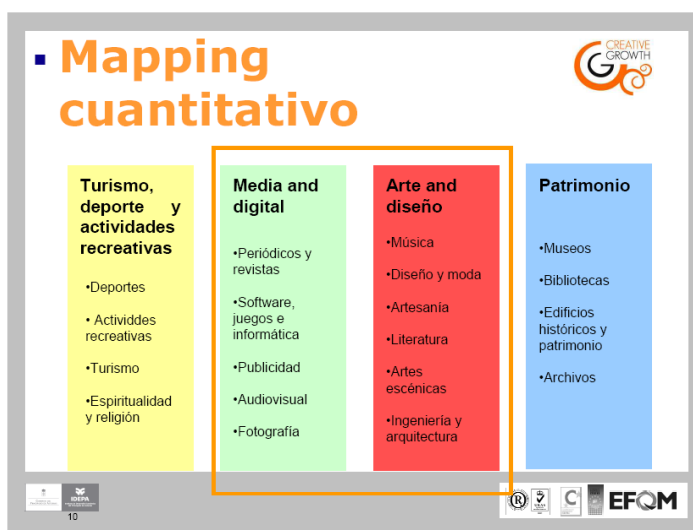 ▪ Mapping
cuantitativo
CREATIVE
GROWTH
Turismo,
deporte y
actividades
recreativas
•Deportes
• Actividdes
recreativas
•Turismo
•Espiritualidad
y religión
Media and
digital
•Periódicos y
revistas
•Software,
juegos e
informática
•Publicidad
•Audiovisual
•Fotografía
Arte and
diseño
•Música
•Diseño y moda
•Artesanía
•Literatura
•Artes
escénicas
•Ingeniería y
arquitectura
Patrimonio
•Museos
•Bibliotecas
•Edificios
históricos y
patrimonio
•Archivos
IDEPA
10
R
C
EFQM